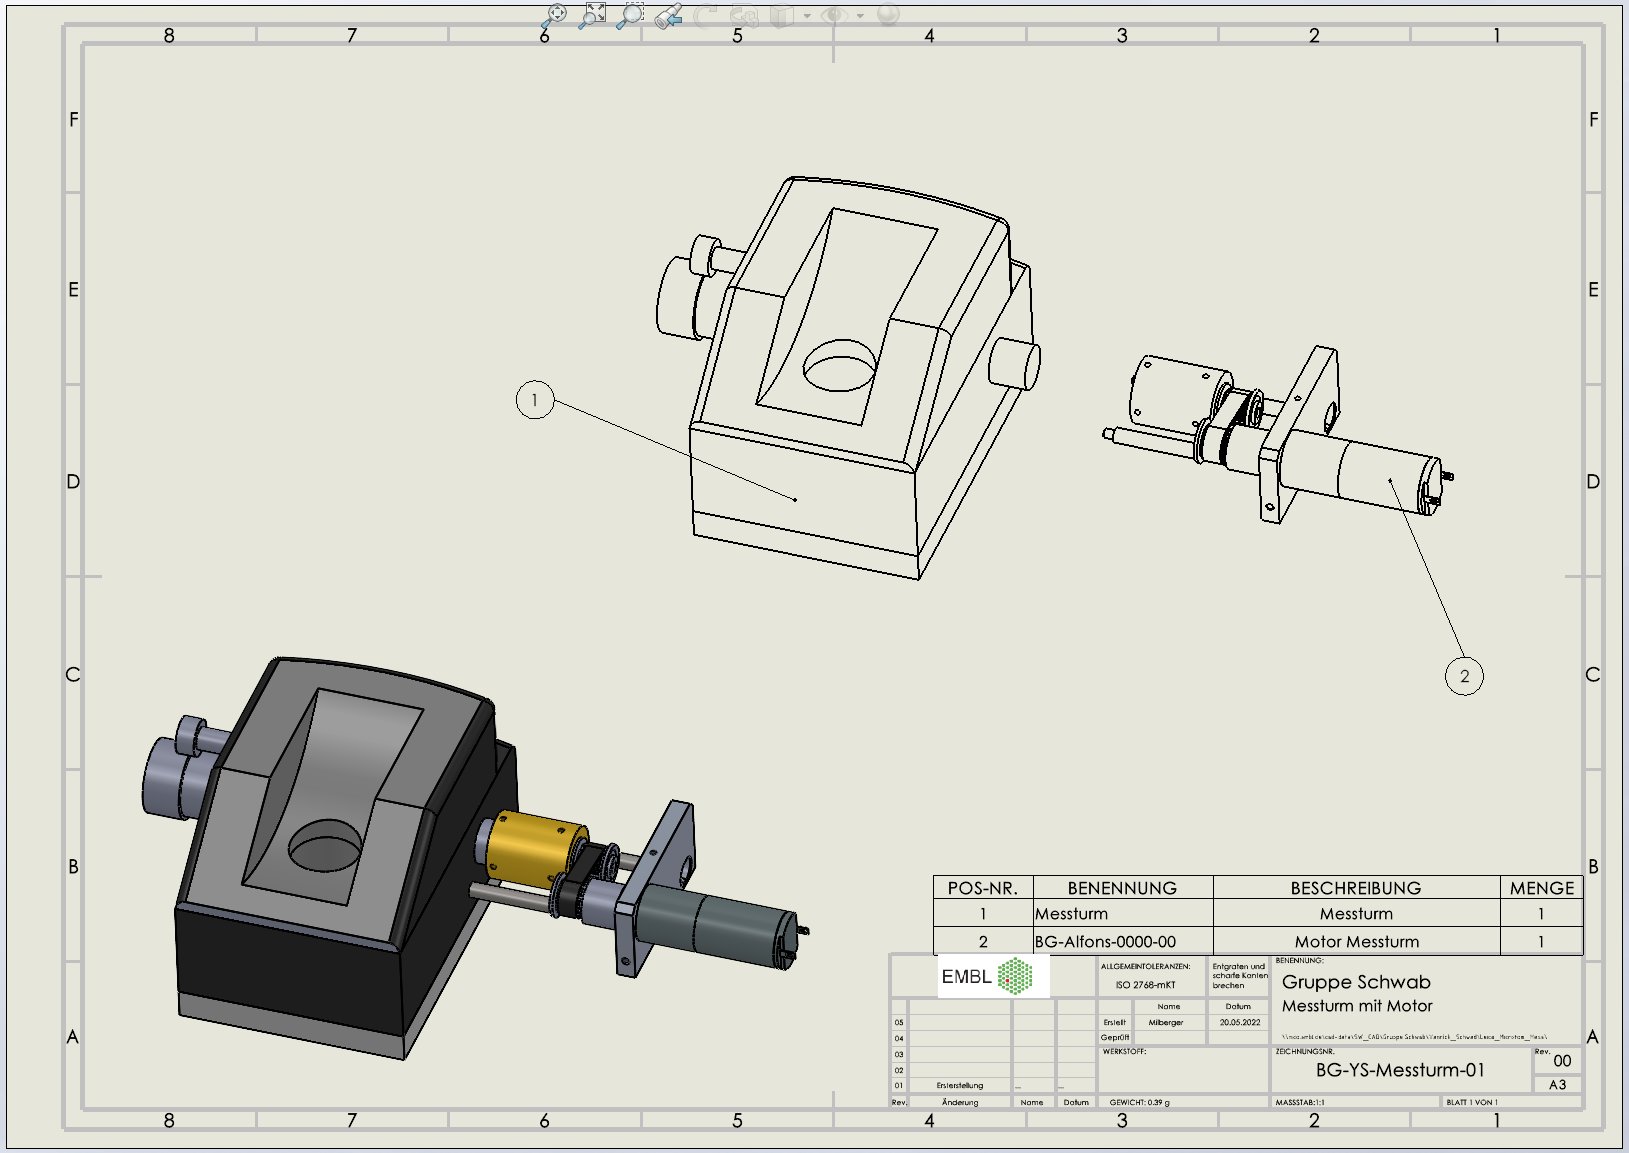 8 7 6 5 4 3 2 1
F F
E E
1
D D
C C
2
B B
POS-NR. BENENNUNG BESCHREIBUNG MENGE
1 Messturm Messturm 1
2 BG-Alfons-0000-00 Motor Messturm 1
EMBL
ALLGEMEINTOLERANZEN:
ISO 2768-mKT
Entgraten und
scharfe Kanten
brechen
BENENNUNG:
Gruppe Schwab
Messturm mit Motor
Name Datum
Erstellt Milberger 20.05.2022
Geprüft
A A
05
04
03
02
01 Ersterstellung _ _
Rev. Änderung Name Datum
WERKSTOFF:
GEWICHT: 0.39 g
ZEICHNUNGSNR.
BG-YS-Messturm-01
Rev.
00
A3
MASSSTAB:1:1
BLATT 1 VON 1
8 7 6 5 4 3 2 1